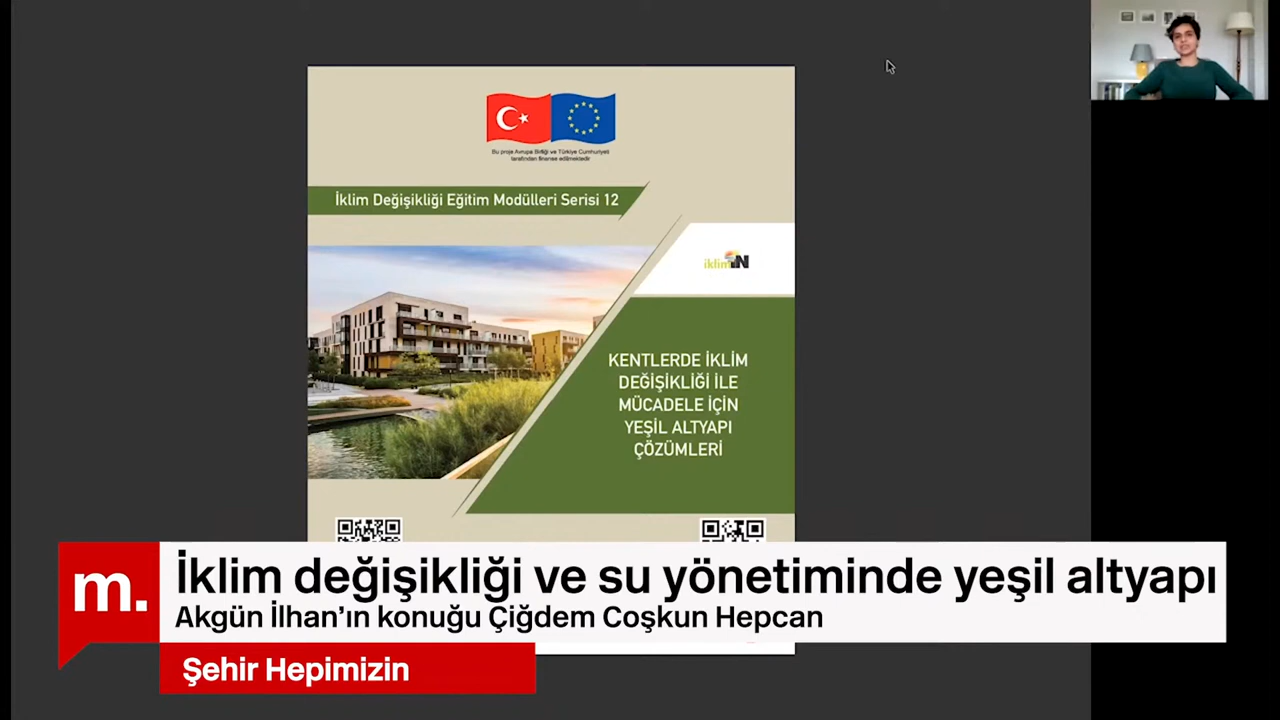 Bu proje Avrupa Birliği ve Türkiye Cumhuriyeti
tarafından finanse edilmektedir
İklim Değişikliği Eğitim Modülleri Serisi 12
iklimiN
KENTLERDE İKLİM
DEĞİŞİKLİĞİ İLE
MÜCADELE İÇİN
YEŞİL ALTYAPI
ÇÖZÜMLERİ
m.
İklim değişikliği ve su yönetiminde yeşil altyapı
Akgün İlhan’ın konuğu Çiğdem Coşkun Hepcan
Şehir Hepimizin